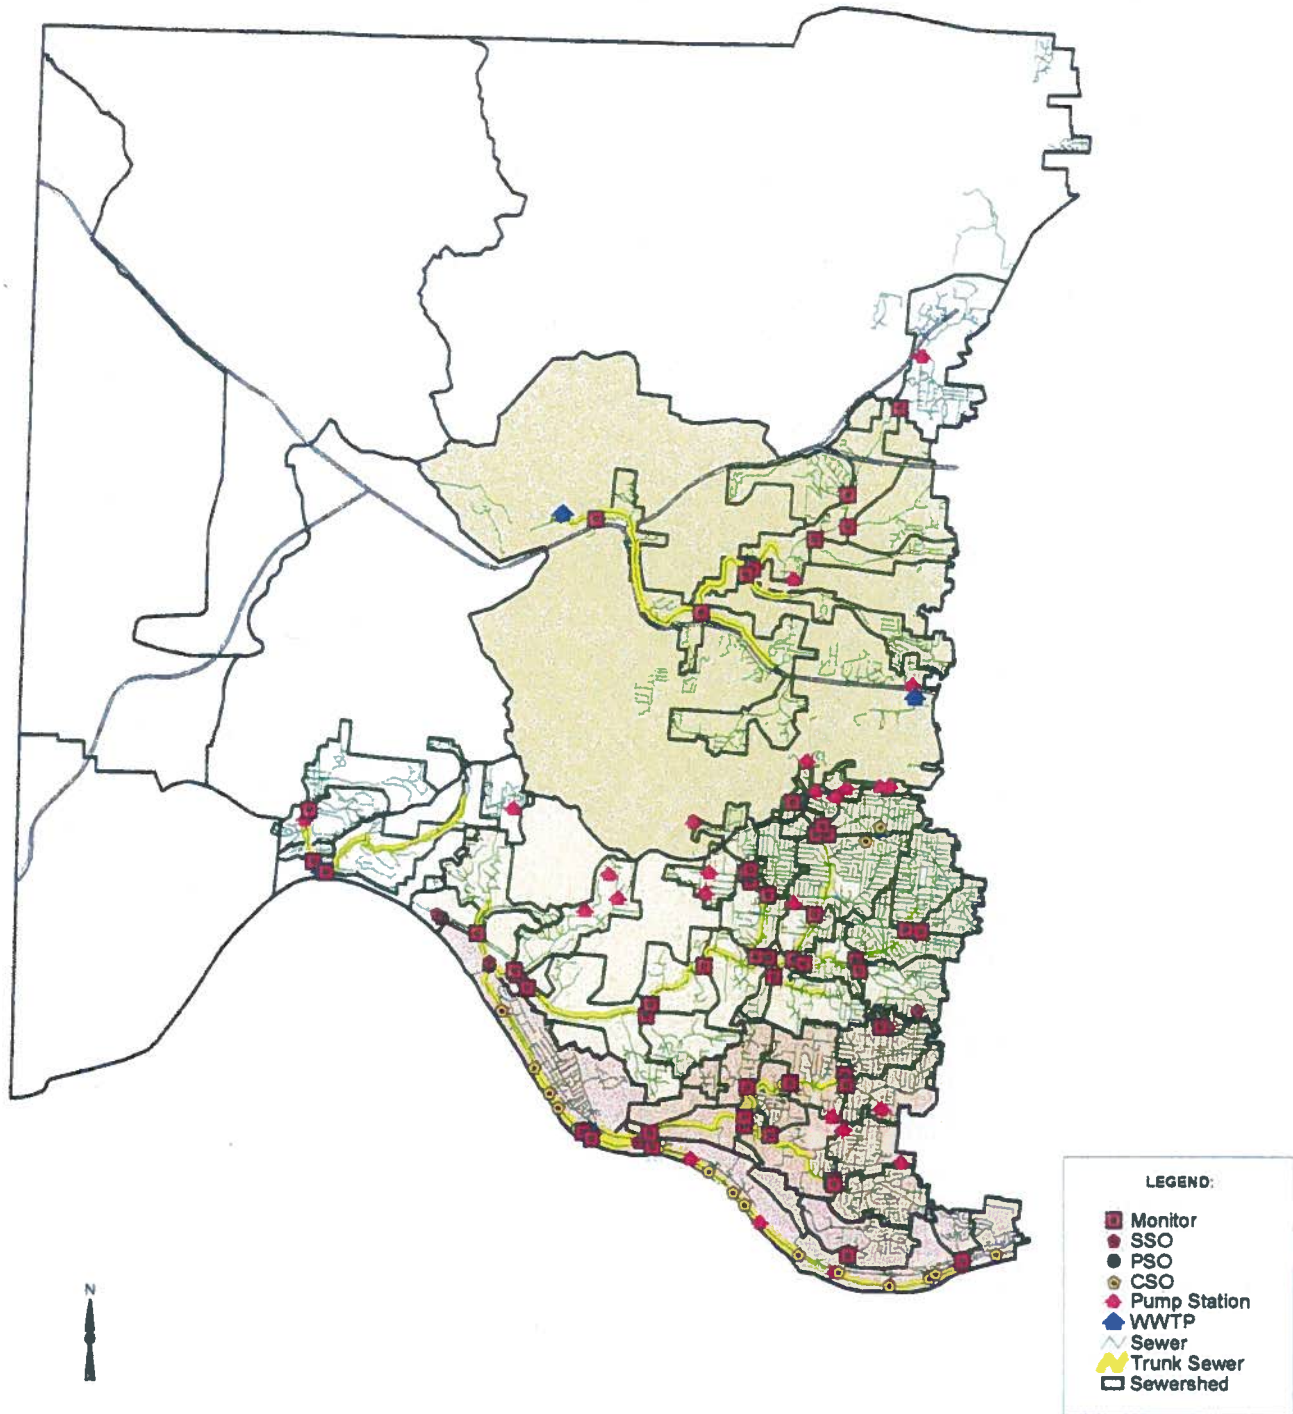 N
LEGEND:
Monitor
SSO
PSO
CSO
Pump Station
WWTP
Sewer
Trunk Sewer
Sewershed